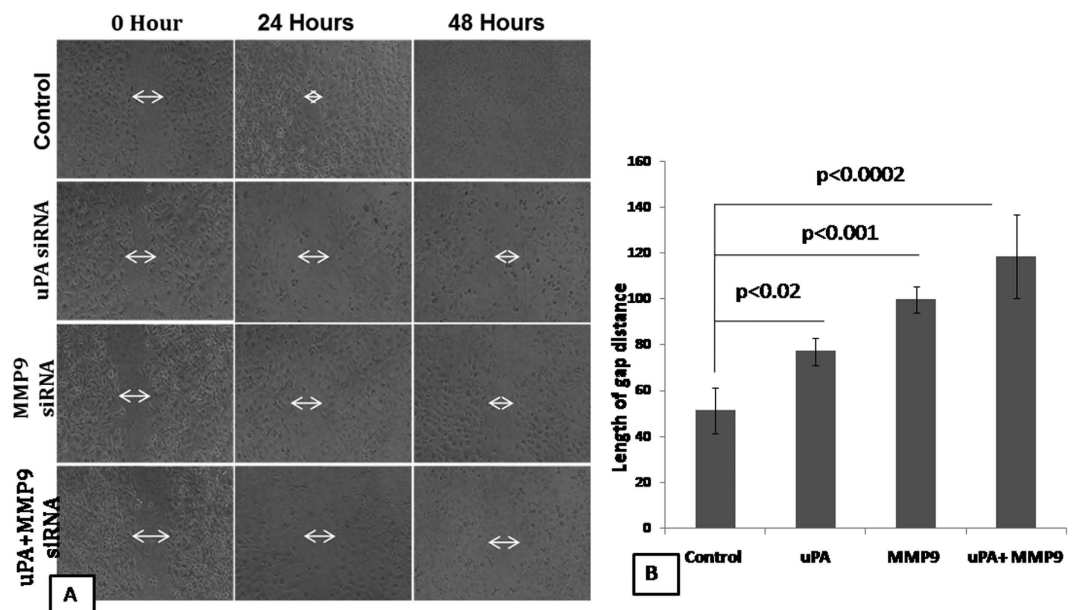 0 Hour 24 Hours 48 Hours
Control
uPA siRNA
MMP9
siRNA
uPA+MMP9
siRNA
A
Length of gap distance
160
140
120
100
80
60
40
20
0
p<0.0002
p<0.001
p<0.02
Control uPA MMP9 uPA+ MMP9
B